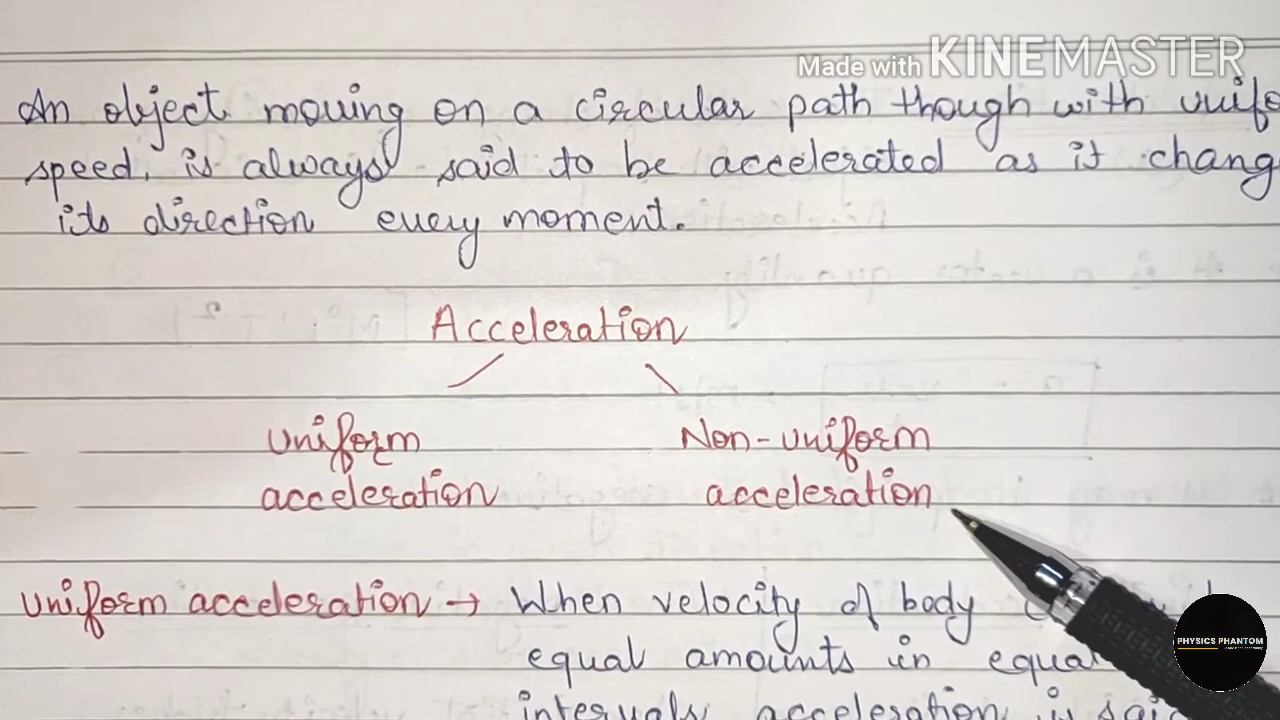 Made with KINEMASTER
An object moving on a circular path though with unifo
speed, is always said to be accelerated as it chang
its direction every moment.
Acceleration
Uniform Non-uniform
acceleration acceleration
Uniform acceleration → When velocity of body
equal amounts in equal
intervals, acceleration is said
PHYSICS PHANTOM